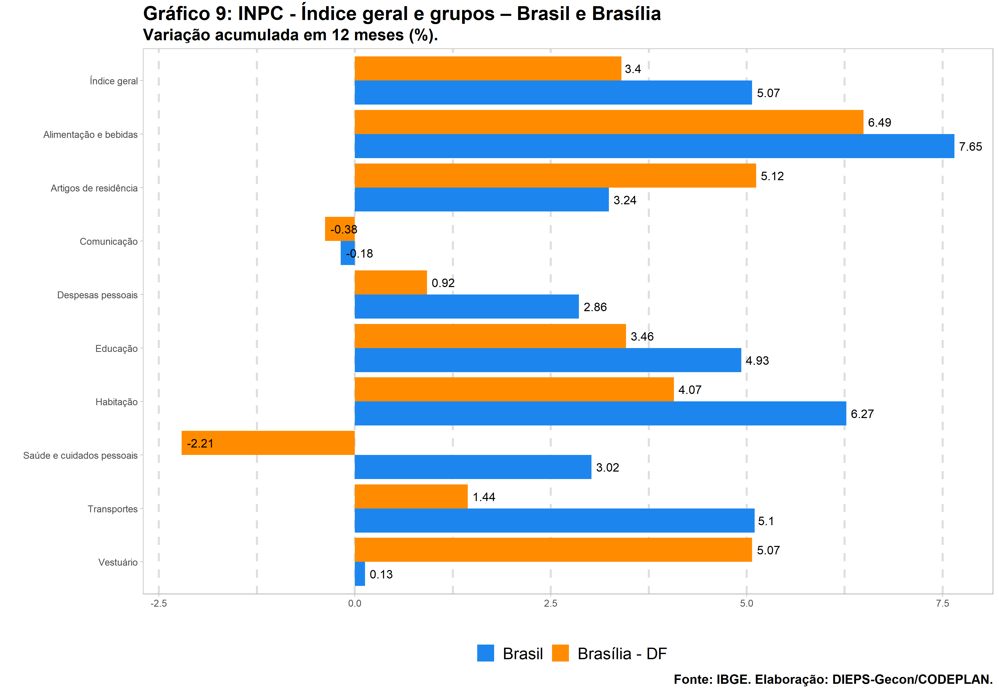 Gráfico 9: INPC - Índice geral e grupos – Brasil e Brasília
Variação acumulada em 12 meses (%).
Índice geral
3.4
5.07
Alimentação e bebidas
6.49
7.65
Artigos de residência
5.12
3.24
Comunicação
-0.38
-0.18
Despesas pessoais
0.92
2.86
Educação
3.46
4.93
Habitação
4.07
6.27
Saúde e cuidados pessoais
-2.21
3.02
Transportes
1.44
5.1
Vestuário
5.07
0.13
-2.5 0.0 2.5 5.0 7.5
Brasil Brasília - DF
Fonte: IBGE. Elaboração: DIEPS-Gecon/CODEPLAN.